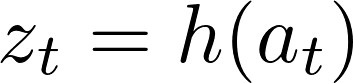 z_t = h(a_t)